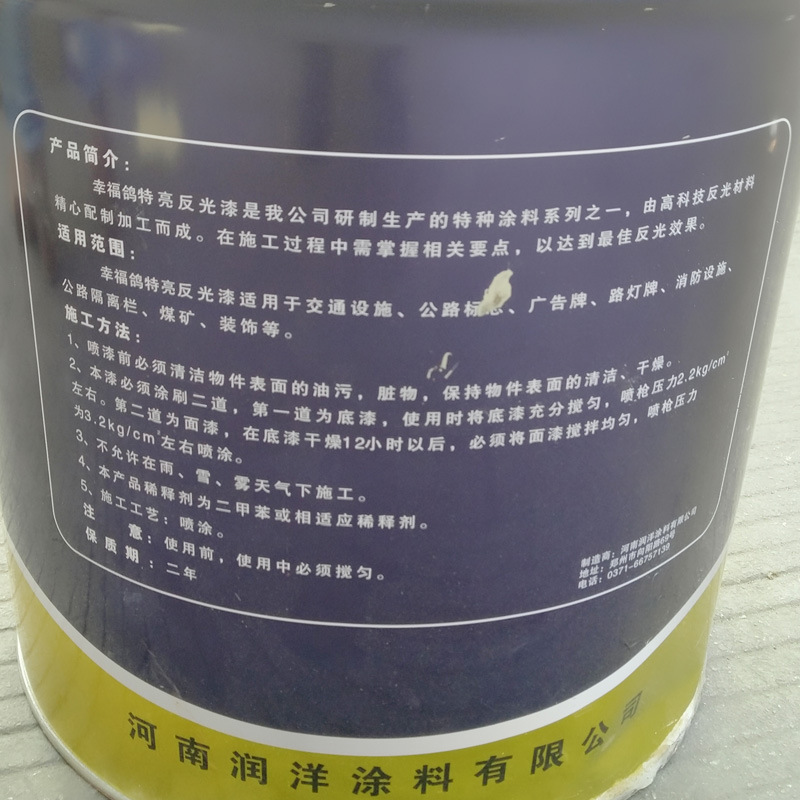 产品简介：
幸福鸽特亮反光漆是我公司研制生产的特种涂料系列之一，由高科技反光材料
精心配制加工而成。在施工过程中需掌握相关要点，以达到最佳反光效果。
适用范围：
幸福鸽特亮反光漆适用于交通设施、公路标志、广告牌、路灯牌、消防设施、
公路隔离栏、煤矿、装饰等。
施工方法：
1、喷漆前必须清洁物件表面的油污，脏物，保持物件表面的清洁、干燥。
2、本漆必须涂刷二道，第一道为底漆，使用时将底漆充分搅匀，喷枪压力2.2kg/cm²
左右。第二道为面漆，在底漆干燥12小时以后，必须将面漆搅拌均匀，喷枪压力
为3.2kg/cm²左右喷涂。
3、不允许在雨、雪、雾天气下施工。
4、本产品稀释剂为二甲苯或相适应稀释剂。
5、施工工艺：喷涂。
注 意：使用前，使用中必须搅匀。
保质期：二年
制造商：河南润洋涂料有限公司
地址：郑州市向阳路69号
电话：0371-66757139
河南润洋涂料有限公司